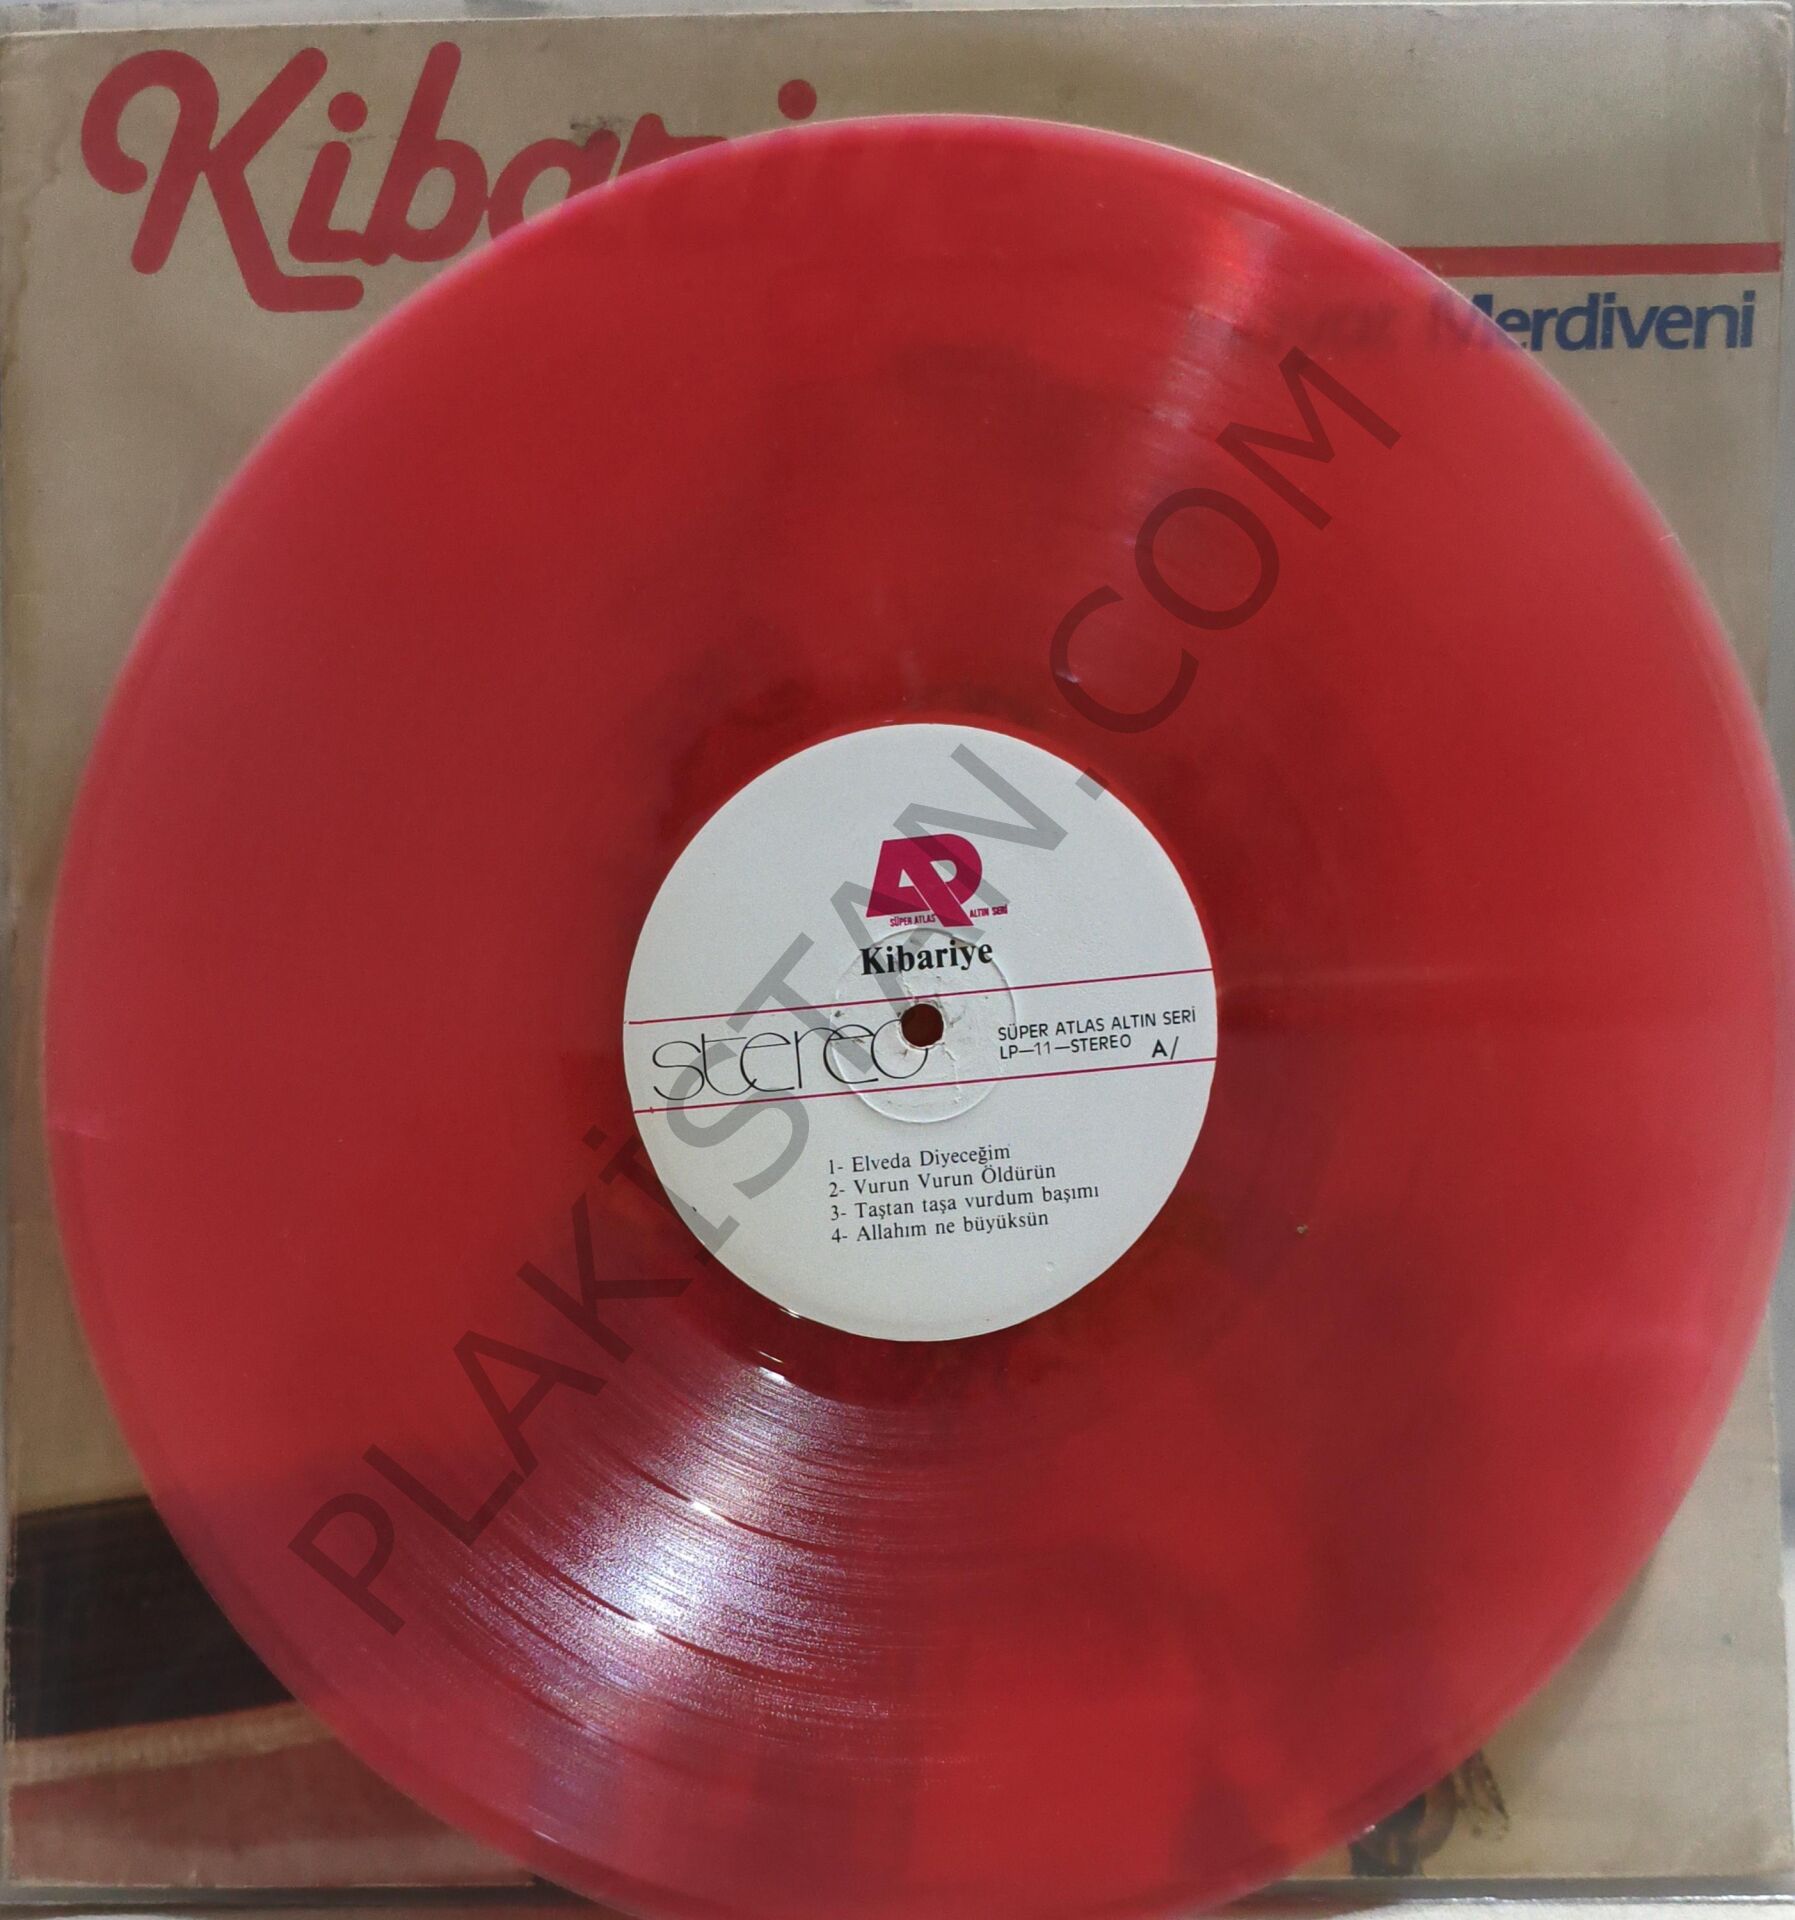 Merdiveni
AP
SÜPER ATLAS ALTIN SERİ
Kibariye
stereo
SÜPER ATLAS ALTIN SERİ
LP—11—STEREO A/
1- Elveda Diyeceğim
2- Vurun Vurun Öldürün
3- Taştan taşa vurdum başımı
4- Allahım ne büyüksün
PLAKİSTAN.COM